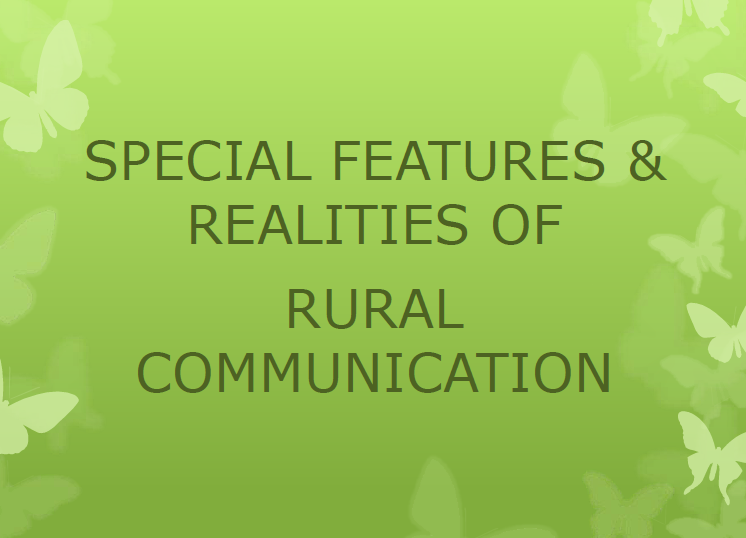 SPECIAL FEATURES &
REALITIES OF
RURAL
COMMUNICATION